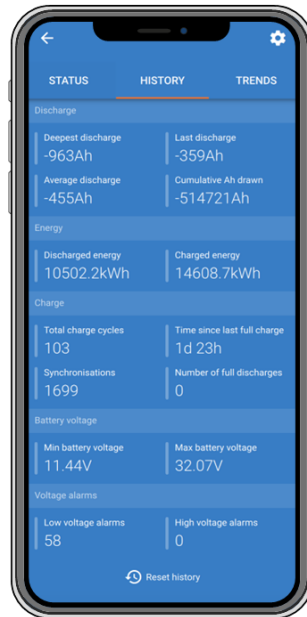 STATUS HISTORY TRENDS
Discharge
Deepest discharge Last discharge
-963Ah -359Ah
Average discharge Cumulative Ah drawn
-455Ah -514721Ah
Energy
Discharged energy Charged energy
10502.2kWh 14608.7kWh
Charge
Total charge cycles Time since last full charge
103 1d 23h
Synchronisations Number of full discharges
1699 0
Battery voltage
Min battery voltage Max battery voltage
11.44V 32.07V
Voltage alarms
Low voltage alarms High voltage alarms
58 0
Reset history